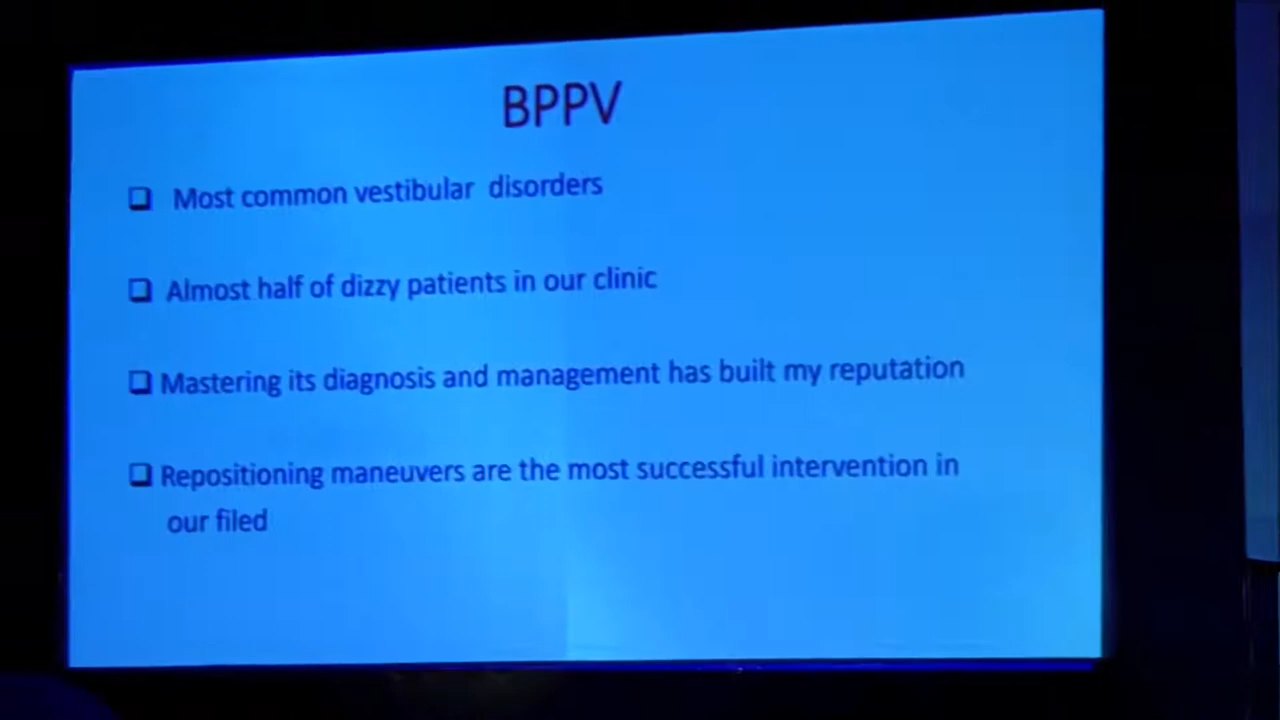 BPPV
❑ Most common vestibular disorders
❑ Almost half of dizzy patients in our clinic
❑ Mastering its diagnosis and management has built my reputation
❑ Repositioning maneuvers are the most successful intervention in
our filed